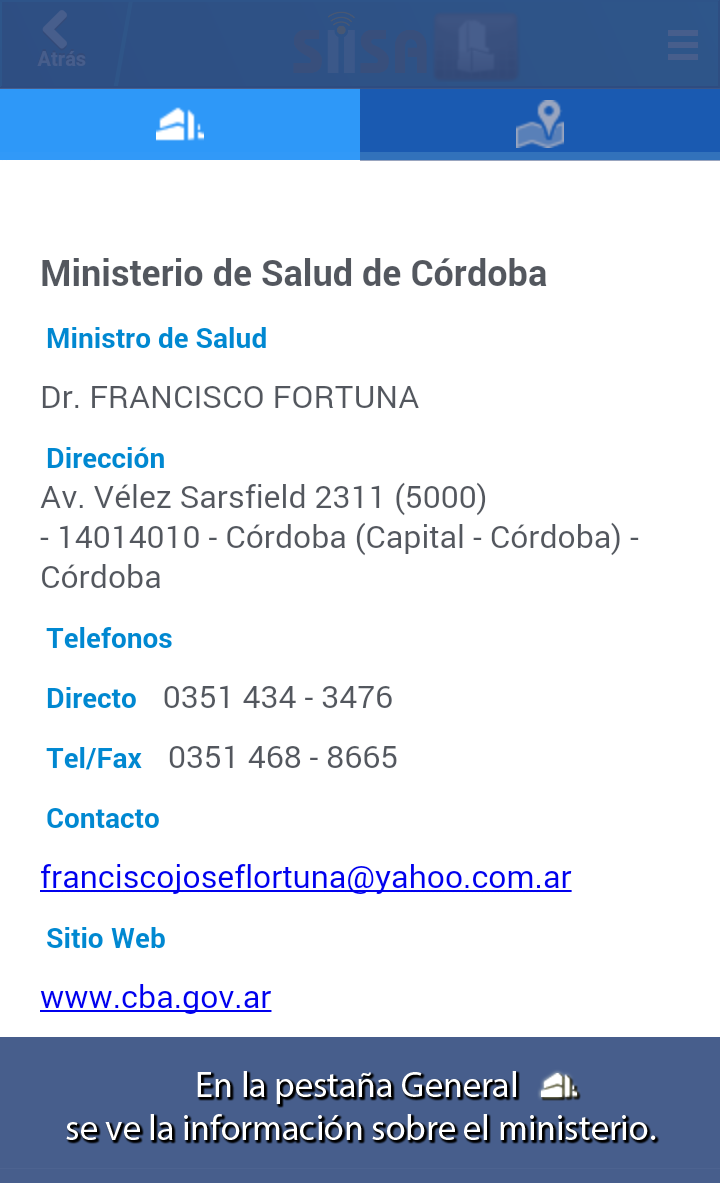 Atrás
SIISA
Ministerio de Salud de Córdoba
Ministro de Salud
Dr. FRANCISCO FORTUNA
Dirección
Av. Vélez Sarsfield 2311 (5000)
- 14014010 - Córdoba (Capital - Córdoba) -
Córdoba
Telefonos
Directo 0351 434 - 3476
Tel/Fax 0351 468 - 8665
Contacto
franciscojoseflortuna@yahoo.com.ar
Sitio Web
www.cba.gov.ar
En la pestaña General
se ve la información sobre el ministerio.